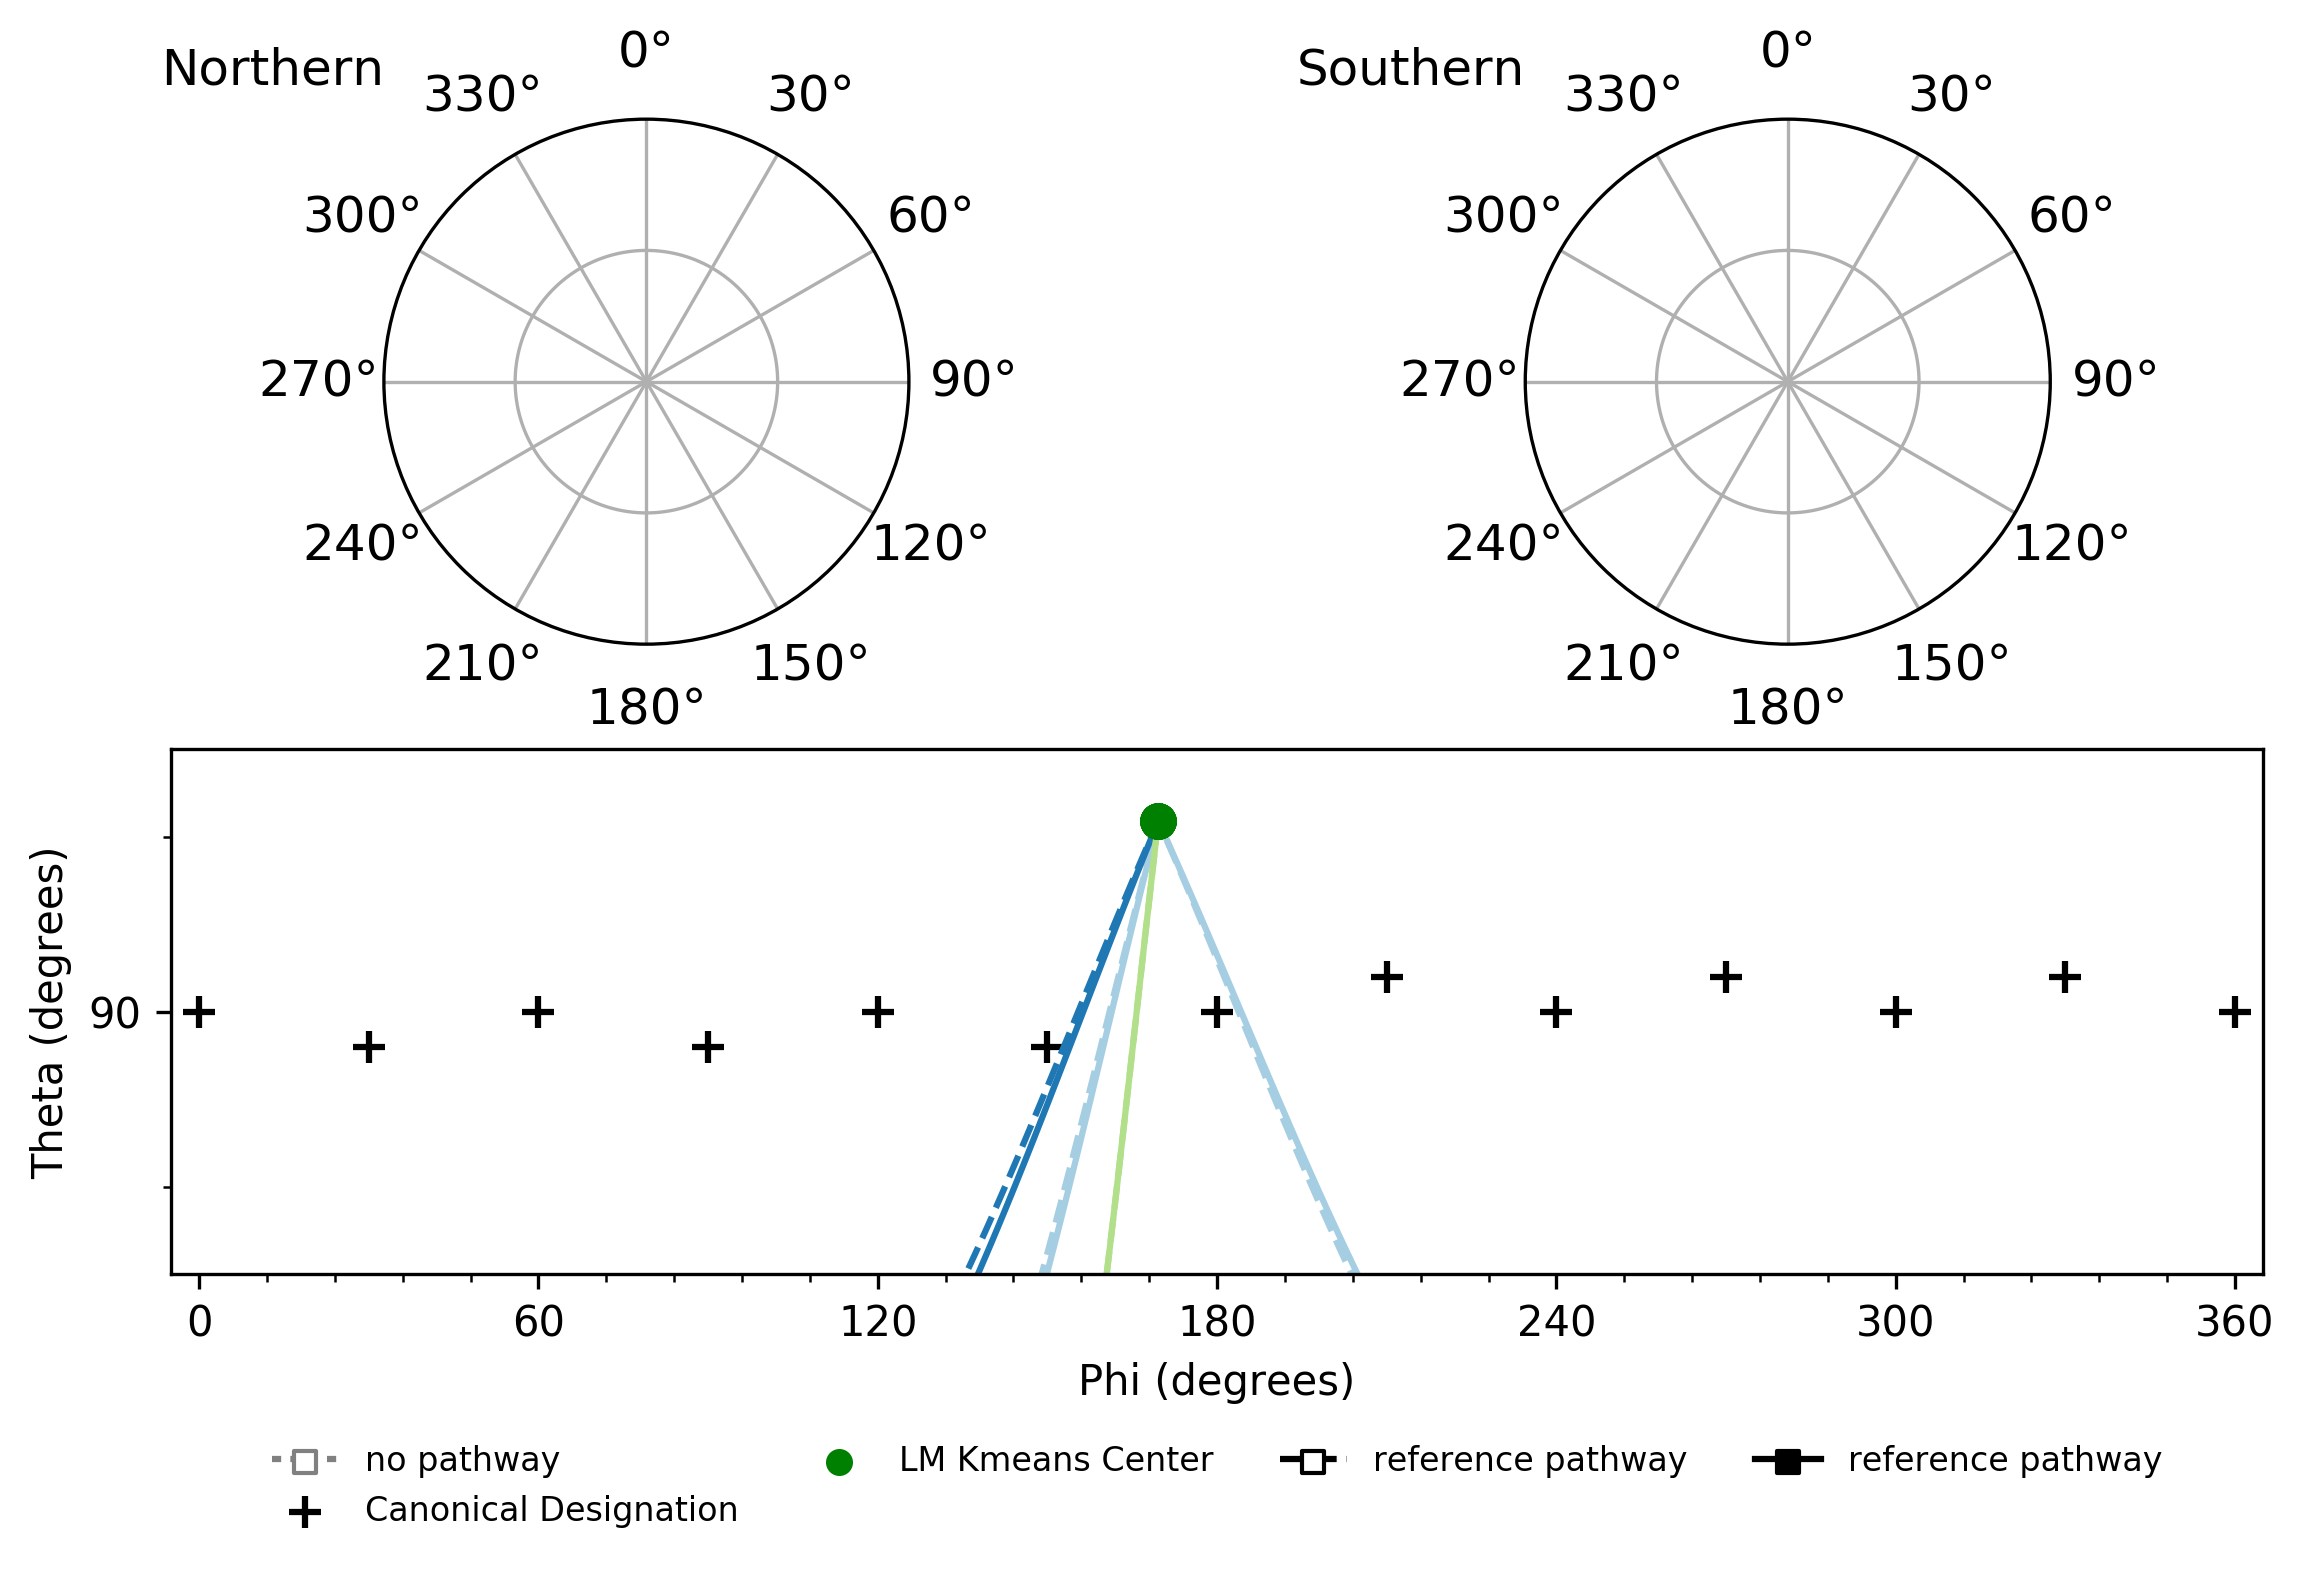 Northern
0°
330°
30°
300°
60°
270°
90°
240°
120°
210°
150°
180°
Southern
0°
330°
30°
300°
60°
270°
90°
240°
120°
210°
150°
180°
Theta (degrees)
90
0 60 120 180 240 300 360
Phi (degrees)
no pathway
Canonical Designation
LM Kmeans Center
reference pathway
reference pathway